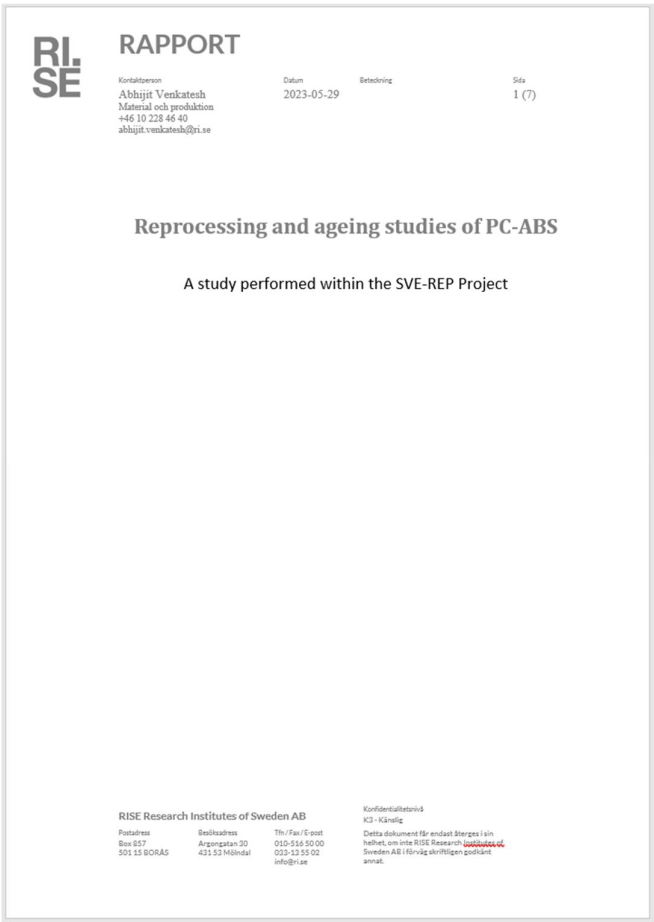 RI.
SE
RAPPORT
Kontaktperson Datum Beteckning Sida
Abhijit Venkatesh 2023-05-29 1 (7)
Material och produktion
+46 10 228 46 40
abhijit.venkatesh@ri.se
Reprocessing and ageing studies of PC-ABS
A study performed within the SVE-REP Project
RISE Research Institutes of Sweden AB
Postadress Besöksadress Tfn / Fax / E-post
Box 857 Argongatan 30 010-516 50 00
501 15 BORÅS 431 53 Mölndal 033-13 55 02
info@ri.se
Konfidentialitetsnivå
K3 - Känslig
Detta dokument får endast återges i sin
helhet, om inte RISE Research Institutes of
Sweden AB i förväg skriftligen godkänt
annat.